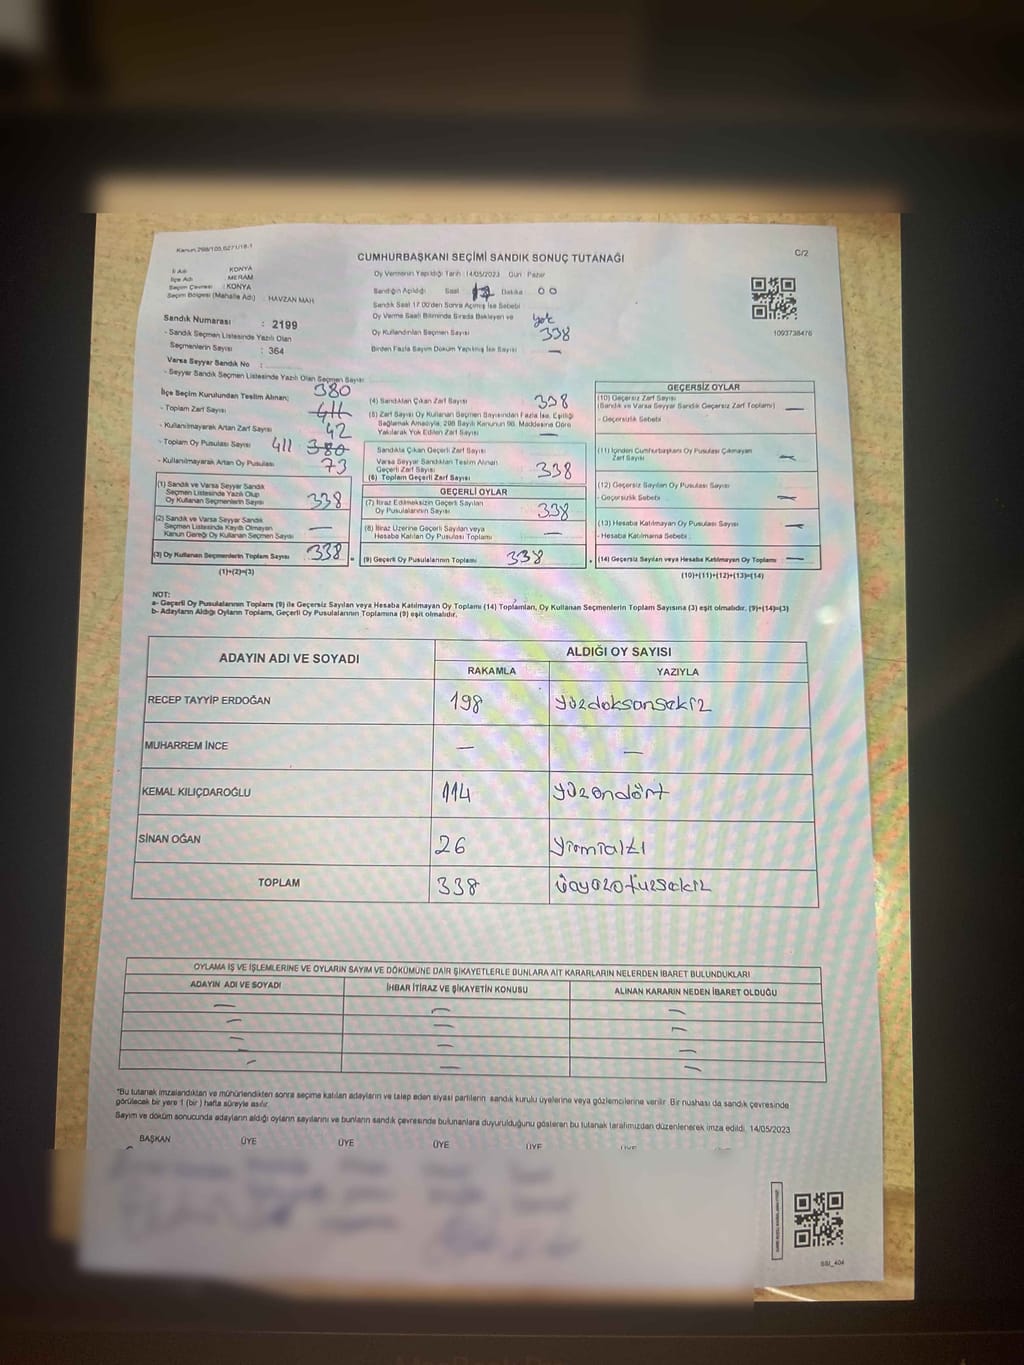 Kanun 298/105,6271/18-1
C/2
CUMHURBAŞKANI SEÇİMİ SANDIK SONUÇ TUTANAĞI
İl Adı KONYA
İlçe Adı MERAM
Seçim Çevresi : KONYA
Seçim Bölgesi (Mahalle Adı) : HAVZAN MAH
Oy Vermenin Yapıldığı Tarih : 14/05/2023 Gün : Pazar
Sandığın Açıldığı Saat 17 Dakika 00
Sandık Saat 17.00'den Sonra Açılmış İse Sebebi
Oy Verme Saati Bitiminde Sırada Bekleyen ve yok
Oy Kullandırılan Seçmen Sayısı 338
Birden Fazla Sayım Döküm Yapılmış İse Sayısı —
1093738476
Sandık Numarası : 2199
- Sandık Seçmen Listesinde Yazılı Olan
Seçmenlerin Sayısı : 364
Varsa Seyyar Sandık No :
- Seyyar Sandık Seçmen Listesinde Yazılı Olan Seçmen Sayısı
İlçe Seçim Kurulundan Teslim Alınan; 380
- Toplam Zarf Sayısı 411
- Kullanılmayarak Artan Zarf Sayısı 42
- Toplam Oy Pusulası Sayısı 411 380
- Kullanılmayarak Artan Oy Pusulası 73
(1) Sandık ve Varsa Seyyar Sandık
Seçmen Listesinde Yazılı Olup
Oy Kullanan Seçmenlerin Sayısı 338
(2) Sandık ve Varsa Seyyar Sandık
Seçmen Listesinde Kayıtlı Olmayan
Kanun Gereği Oy Kullanan Seçmen Sayısı —
(3) Oy Kullanan Seçmenlerin Toplam Sayısı 338
(1)+(2)=(3)
(4) Sandıktan Çıkan Zarf Sayısı 338
(5) Zarf Sayısı Oy Kullanan Seçmen Sayısından Fazla İse, Eşitliği
Sağlamak Amacıyla, 298 Sayılı Kanunun 98. Maddesine Göre
Yakılarak Yok Edilen Zarf Sayısı —
Sandıkta Çıkan Geçerli Zarf Sayısı
Varsa Seyyar Sandıktan Teslim Alınan
Geçerli Zarf Sayısı
(6) Toplam Geçerli Zarf Sayısı 338
GEÇERLİ OYLAR
(7) İtiraz Edilmeksizin Geçerli Sayılan
Oy Pusulalarının Sayısı 338
(8) İtiraz Üzerine Geçerli Sayılan veya
Hesaba Katılan Oy Pusulası Toplamı —
(9) Geçerli Oy Pusulalarının Toplamı 338
GEÇERSİZ OYLAR
(10) Geçersiz Zarf Sayısı
(Sandık ve Varsa Seyyar Sandık Geçersiz Zarf Toplamı) —
- Geçersizlik Sebebi
(11) İçinden Cumhurbaşkanı Oy Pusulası Çıkmayan
Zarf Sayısı —
(12) Geçersiz Sayılan Oy Pusulası Sayısı
- Geçersizlik Sebebi —
(13) Hesaba Katılmayan Oy Pusulası Sayısı —
- Hesaba Katılmama Sebebi
(14) Geçersiz Sayılan veya Hesaba Katılmayan Oy Toplamı —
(10)+(11)+(12)+(13)=(14)
NOT:
a- Geçerli Oy Pusulalarının Toplamı (9) ile Geçersiz Sayılan veya Hesaba Katılmayan Oy Toplamı (14) Toplamları, Oy Kullanan Seçmenlerin Toplam Sayısına (3) eşit olmalıdır. (9)+(14)=(3)
b- Adayların Aldığı Oyların Toplamı, Geçerli Oy Pusulalarının Toplamına (9) eşit olmalıdır.
ADAYIN ADI VE SOYADI
ALDIĞI OY SAYISI
RAKAMLA YAZIYLA
RECEP TAYYİP ERDOĞAN 198 yüzdoksansekiz
MUHARREM İNCE — —
KEMAL KILIÇDAROĞLU 114 yüzondört
SİNAN OĞAN 26 yirmialtı
TOPLAM 338 üçyüzotuzsekiz
OYLAMA İŞ VE İŞLEMLERİNE VE OYLARIN SAYIM VE DÖKÜMÜNE DAİR ŞİKAYETLERLE BUNLARA AİT KARARLARIN NELERDEN İBARET BULUNDUKLARI
ADAYIN ADI VE SOYADI İHBAR İTİRAZ VE ŞİKAYETİN KONUSU ALINAN KARARIN NEDEN İBARET OLDUĞU
— — —
— — —
— — —
— — —
*Bu tutanak imzalandıktan ve mühürlendikten sonra seçime katılan adayların ve talep eden siyasi partilerin sandık kurulu üyelerine veya gözlemcilerine verilir. Bir nüshası da sandık çevresinde
görülecek bir yere 1 (bir) hafta süreyle asılır.
Sayım ve döküm sonucunda adayların aldığı oyların sayılarını ve bunların sandık çevresinde bulunanlara duyurulduğunu gösteren bu tutanak tarafımızdan düzenlenerek imza edildi. 14/05/2023
BAŞKAN ÜYE ÜYE ÜYE ÜYE ÜYE
SSI_404